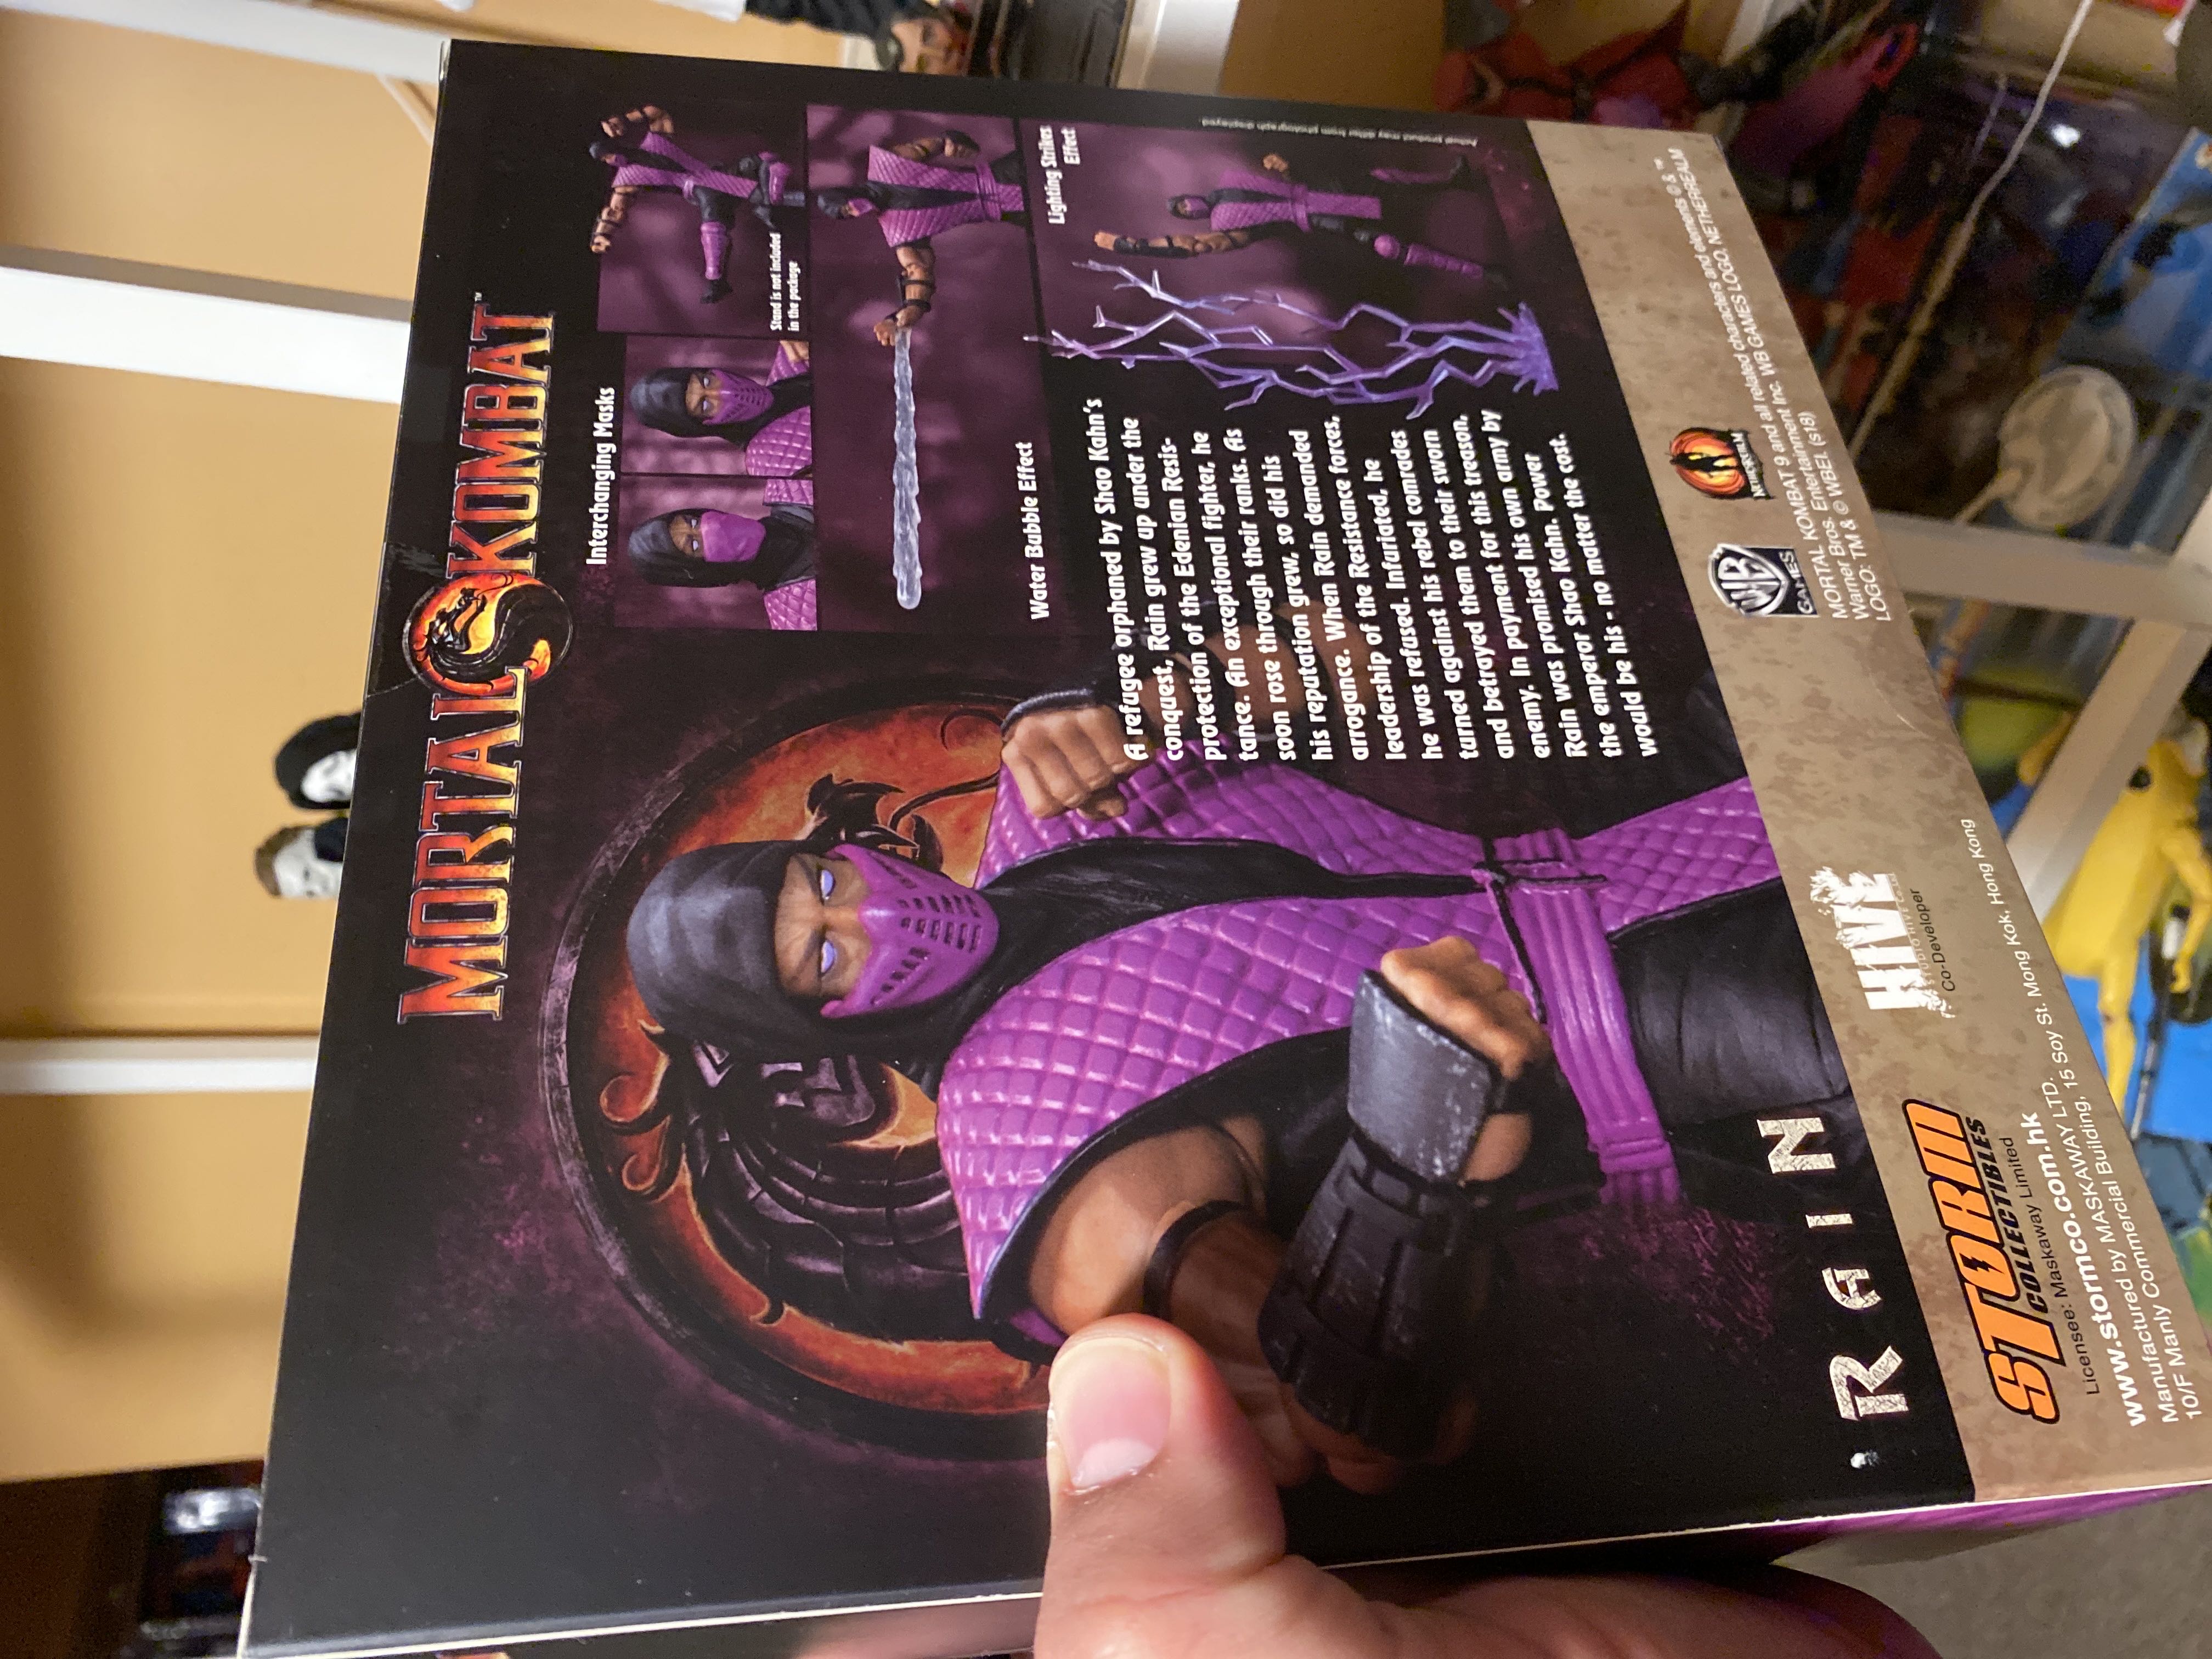 MORTAL KOMBAT™
Interchanging Masks
Stand is not included
in the package
Water Bubble Effect
Lighting Strikes
Effect
A refugee orphaned by Shao Kahn's
conquest, Rain grew up under the
protection of the Edenian Resis-
tance. An exceptional fighter, he
soon rose through their ranks. As
his reputation grew, so did his
arrogance. When Rain demanded
leadership of the Resistance forces,
he was refused. Infuriated, he
turned against his rebel comrades
and betrayed them to their sworn
enemy. In payment for this treason,
Rain was promised his own army by
the emperor Shao Kahn. Power
would be his - no matter the cost.
Actual product may differ from photograph displayed.
RAIN
STORM
COLLECTIBLES
Licensee: Maskaway Limited
www.stormco.com.hk
Manufactured by MASKAWAY LTD.
10/F Manly Commercial Building, 15 Soy St. Mong Kok, Hong Kong
HIVE
Co-Developer
WB
GAMES
NETHERREALM
MORTAL KOMBAT 9 and all related characters and elements © & ™
Warner Bros. Entertainment Inc. WB GAMES LOGO, NETHERREALM
LOGO: TM & © WBEI. (s18)